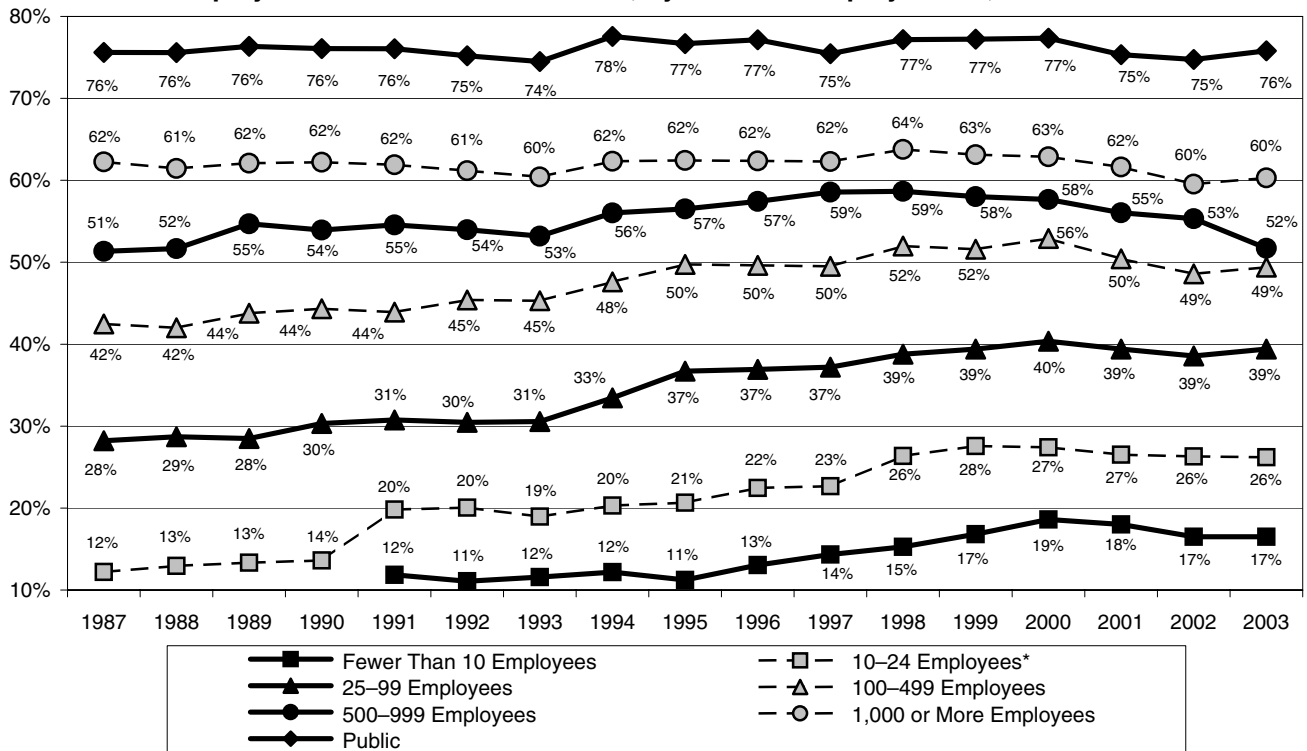 80%
76% 76% 76% 76% 76% 75% 74% 78% 77% 77% 75% 77% 77% 77% 75% 75% 76%
70%
62% 61% 62% 62% 62% 61% 60% 62% 62% 62% 62% 64% 63% 63% 62% 60% 60%
60%
51% 52% 55% 54% 55% 54% 53% 56% 57% 57% 59% 59% 58% 58% 55% 53% 52%
50%
42% 42% 44% 44% 44% 45% 45% 48% 50% 50% 50% 52% 52% 56% 50% 49% 49%
40%
28% 29% 28% 30% 31% 30% 31% 33% 37% 37% 37% 39% 39% 40% 39% 39% 39%
30%
12% 13% 13% 14% 20% 20% 19% 20% 21% 22% 23% 26% 28% 27% 27% 26% 26%
20%
12% 11% 12% 12% 11% 13% 14% 15% 17% 19% 18% 17% 17%
10%
1987 1988 1989 1990 1991 1992 1993 1994 1995 1996 1997 1998 1999 2000 2001 2002 2003
Fewer Than 10 Employees
10–24 Employees*
25–99 Employees
100–499 Employees
500–999 Employees
1,000 or More Employees
Public